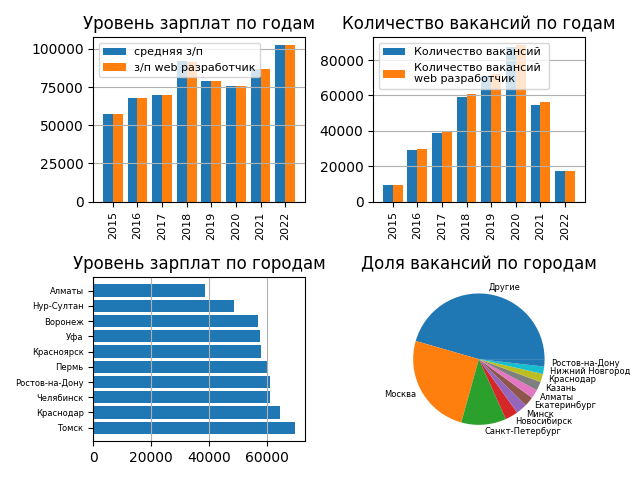 Уровень зарплат по годам
100000
75000
50000
25000
0
средняя з/п
з/п web разработчик
2015
2016
2017
2018
2019
2020
2021
2022
Количество вакансий по годам
80000
60000
40000
20000
0
Количество вакансий
Количество вакансий
web разработчик
2015
2016
2017
2018
2019
2020
2021
2022
Уровень зарплат по городам
Алматы
Нур-Султан
Воронеж
Уфа
Красноярск
Пермь
Ростов-на-Дону
Челябинск
Краснодар
Томск
0
20000
40000
60000
Доля вакансий по городам
Другие
Москва
Санкт-Петербург
Новосибирск
Минск
Екатеринбург
Алматы
Казань
Краснодар
Нижний Новгород
Ростов-на-Дону